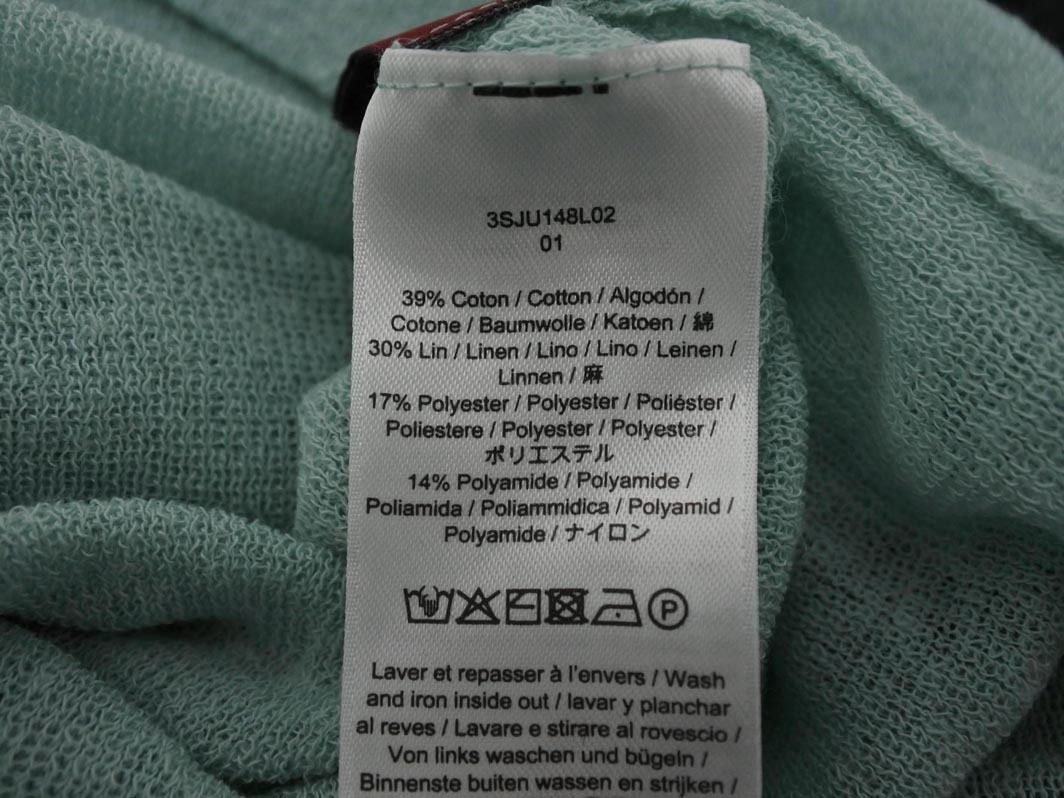 3SJU148L02
01
39% Coton / Cotton / Algodón /
Cotone / Baumwolle / Katoen / 綿
30% Lin / Linen / Lino / Lino / Leinen /
Linnen / 麻
17% Polyester / Polyester / Poliéster /
Poliestere / Polyester / Polyester /
ポリエステル
14% Polyamide / Polyamide /
Poliamida / Poliammidica / Polyamid /
Polyamide / ナイロン
P
Laver et repasser à l'envers / Wash
and iron inside out / lavar y planchar
al reves / Lavare e stirare al rovescio /
Von links waschen und bügeln /
Binnenste buiten wassen en strijken /